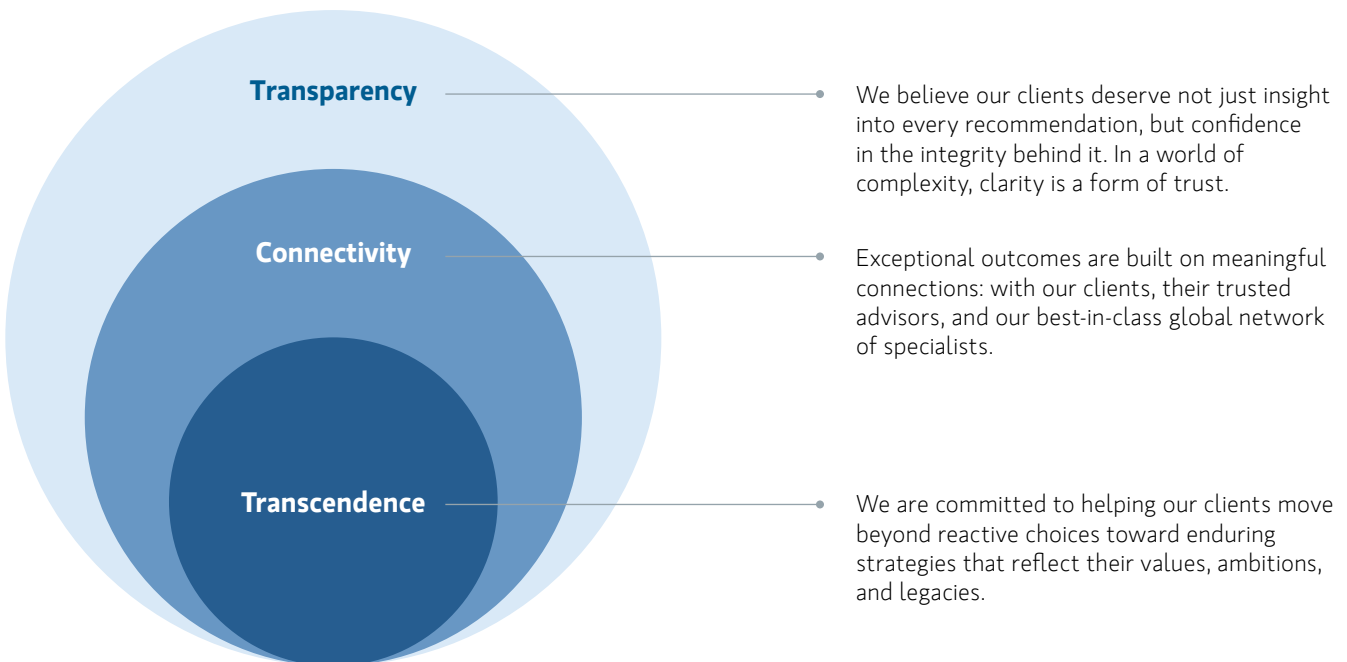 Transparency
We believe our clients deserve not just insight
into every recommendation, but confidence
in the integrity behind it. In a world of
complexity, clarity is a form of trust.
Connectivity
Exceptional outcomes are built on meaningful
connections: with our clients, their trusted
advisors, and our best-in-class global network
of specialists.
Transcendence
We are committed to helping our clients move
beyond reactive choices toward enduring
strategies that reflect their values, ambitions,
and legacies.